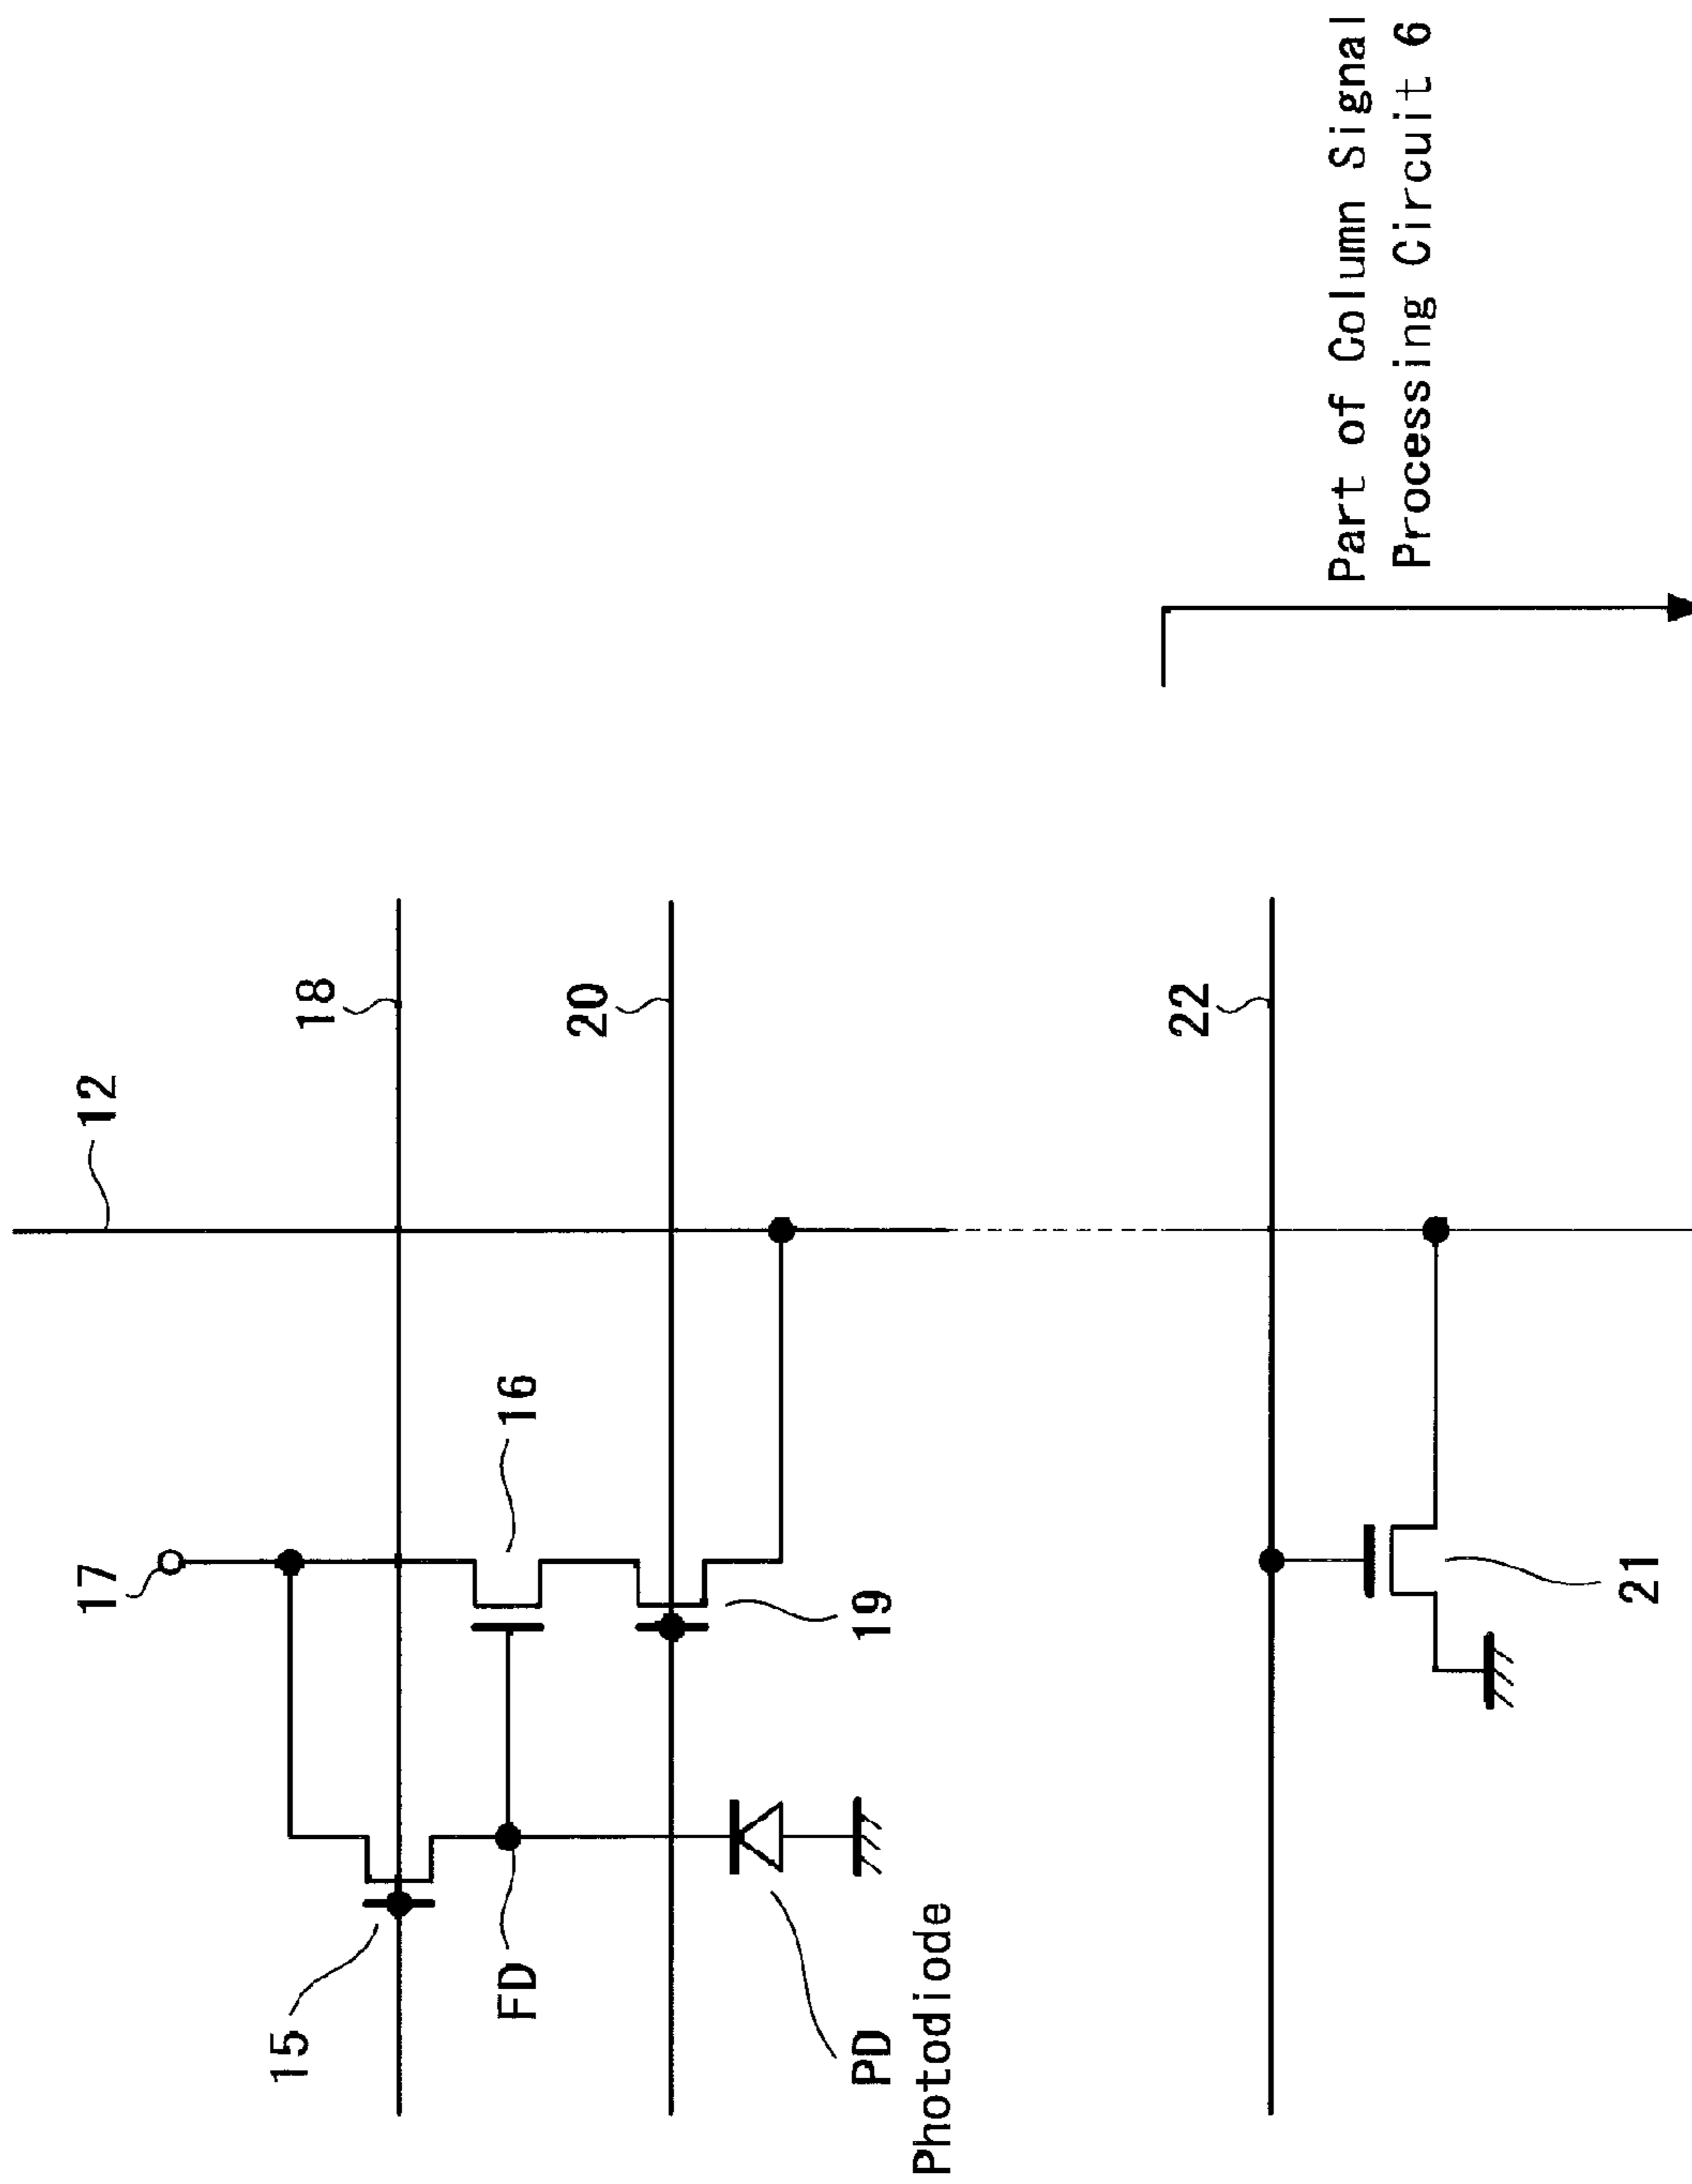 17
12
15
18
FD
16
20
PD
19
Photodiode
22
Part of Column Signal
Processing Circuit 6
21